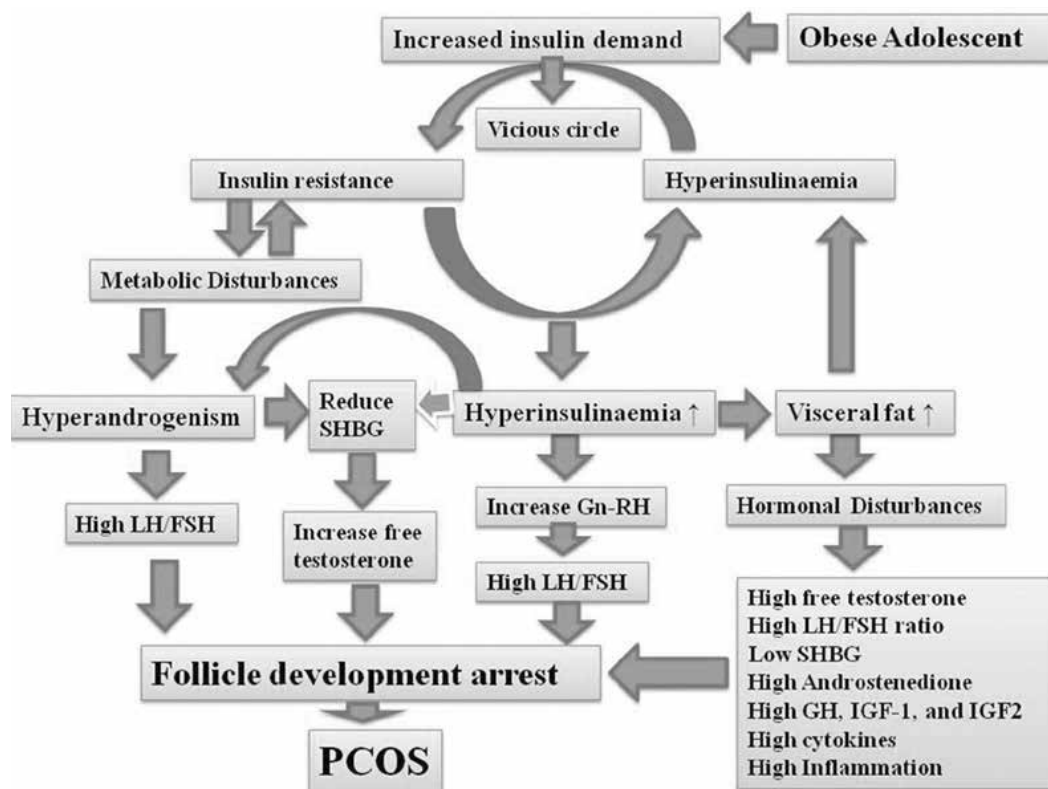 Increased insulin demand
Obese Adolescent
Vicious circle
Insulin resistance
Hyperinsulinaemia
Metabolic Disturbances
Hyperandrogenism
Reduce
SHBG
Hyperinsulinaemia ↑
Visceral fat ↑
High LH/FSH
Increase free
testosterone
Increase Gn-RH
High LH/FSH
Hormonal Disturbances
High free testosterone
High LH/FSH ratio
Low SHBG
High Androstenedione
High GH, IGF-1, and IGF2
High cytokines
High Inflammation
Follicle development arrest
PCOS